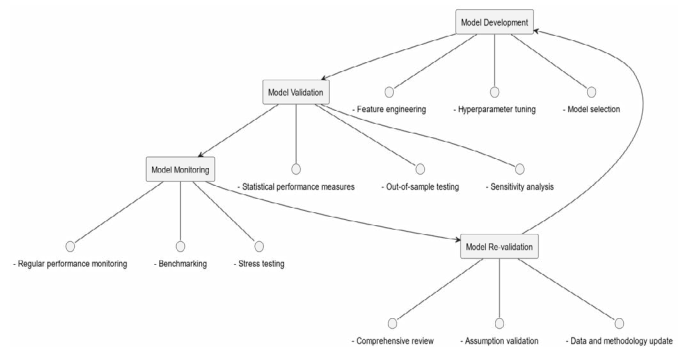 Model Development
- Feature engineering
- Hyperparameter tuning
- Model selection
Model Validation
- Statistical performance measures
- Out-of-sample testing
- Sensitivity analysis
Model Monitoring
- Regular performance monitoring
- Benchmarking
- Stress testing
Model Re-validation
- Comprehensive review
- Assumption validation
- Data and methodology update